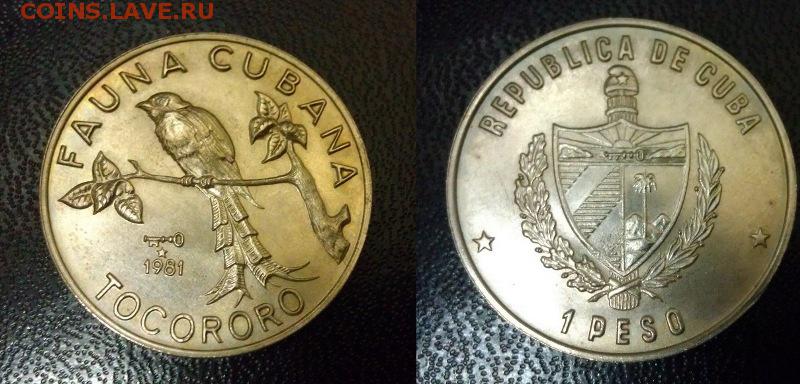 COINS.LAVE.RU
FAUNA CUBANA
1981
TOCORORO
REPUBLICA DE CUBA
1 PESO